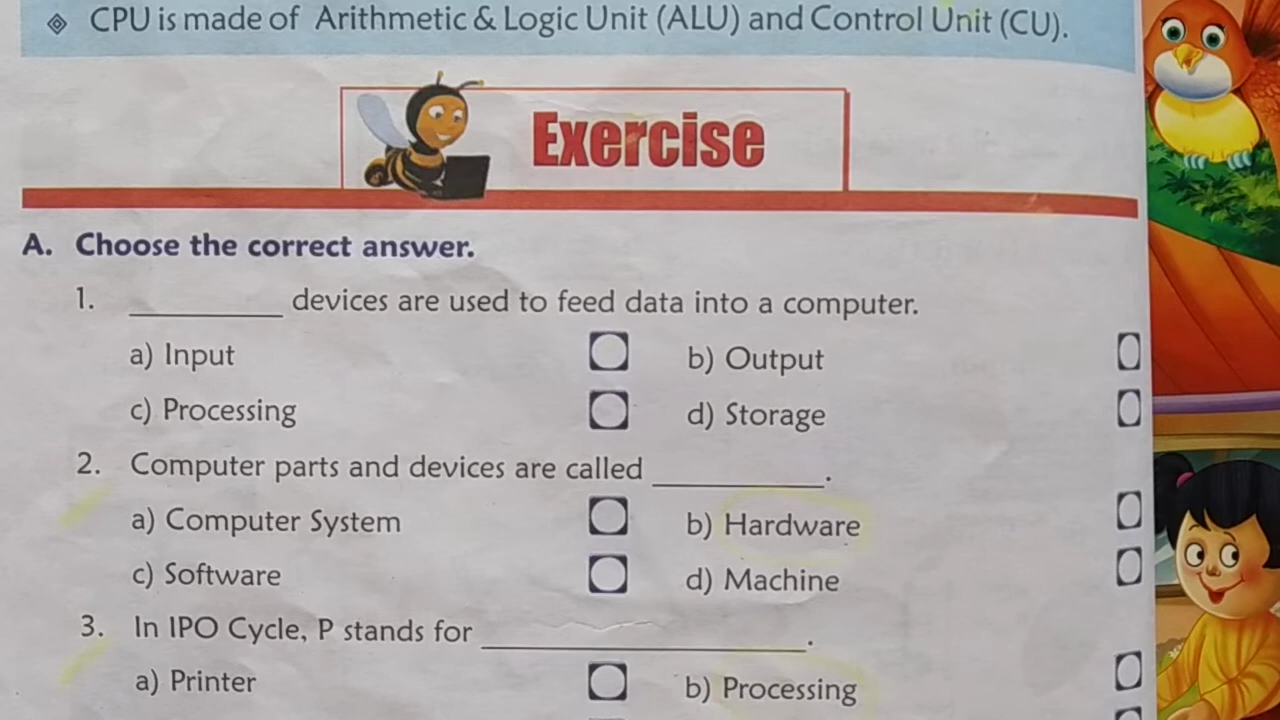 CPU is made of Arithmetic & Logic Unit (ALU) and Control Unit (CU).
Exercise
A. Choose the correct answer.
1. __________ devices are used to feed data into a computer.
a) Input b) Output
c) Processing d) Storage
2. Computer parts and devices are called __________.
a) Computer System b) Hardware
c) Software d) Machine
3. In IPO Cycle, P stands for ____________________.
a) Printer b) Processing